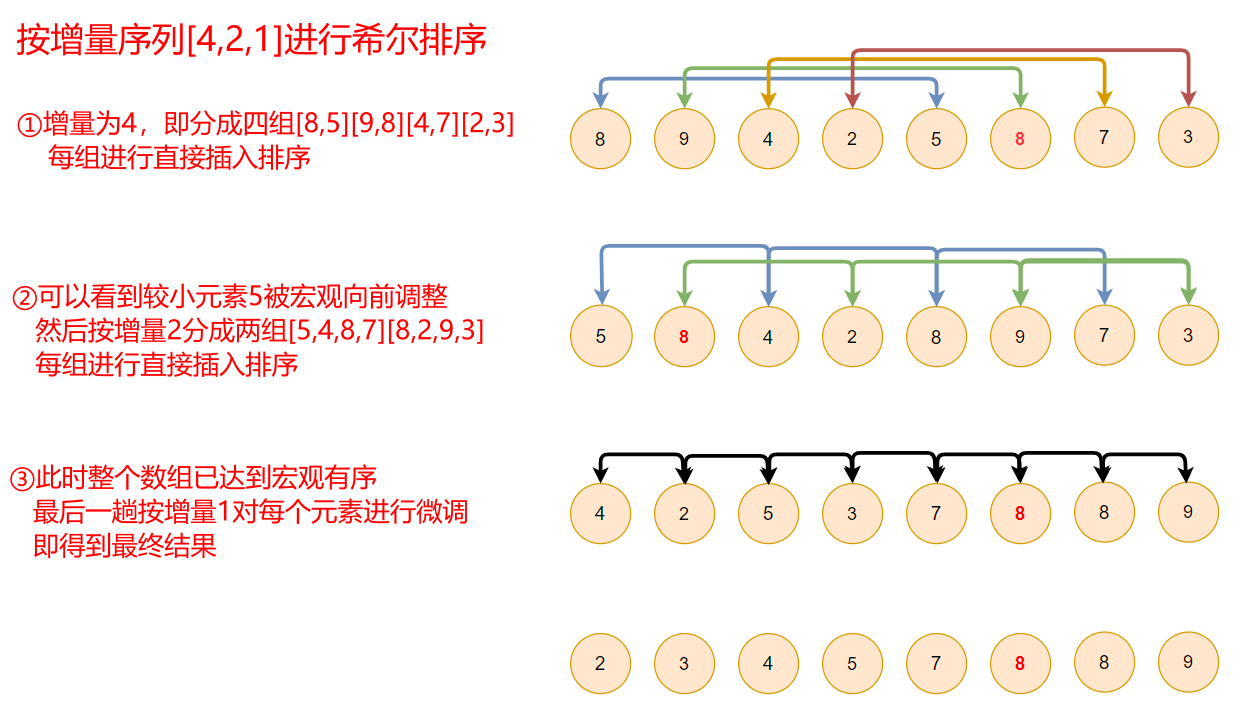 按增量序列[4,2,1]进行希尔排序
①增量为4，即分成四组[8,5][9,8][4,7][2,3]
每组进行直接插入排序
8 9 4 2 5 8 7 3
②可以看到较小元素5被宏观向前调整
然后按增量2分成两组[5,4,8,7][8,2,9,3]
每组进行直接插入排序
5 8 4 2 8 9 7 3
③此时整个数组已达到宏观有序
最后一趟按增量1对每个元素进行微调
即得到最终结果
4 2 5 3 7 8 8 9
2 3 4 5 7 8 8 9